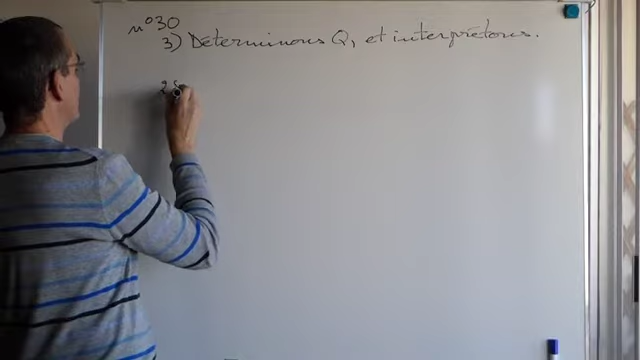 n°30
3) Déterminons Q₁ et interprétons.
25